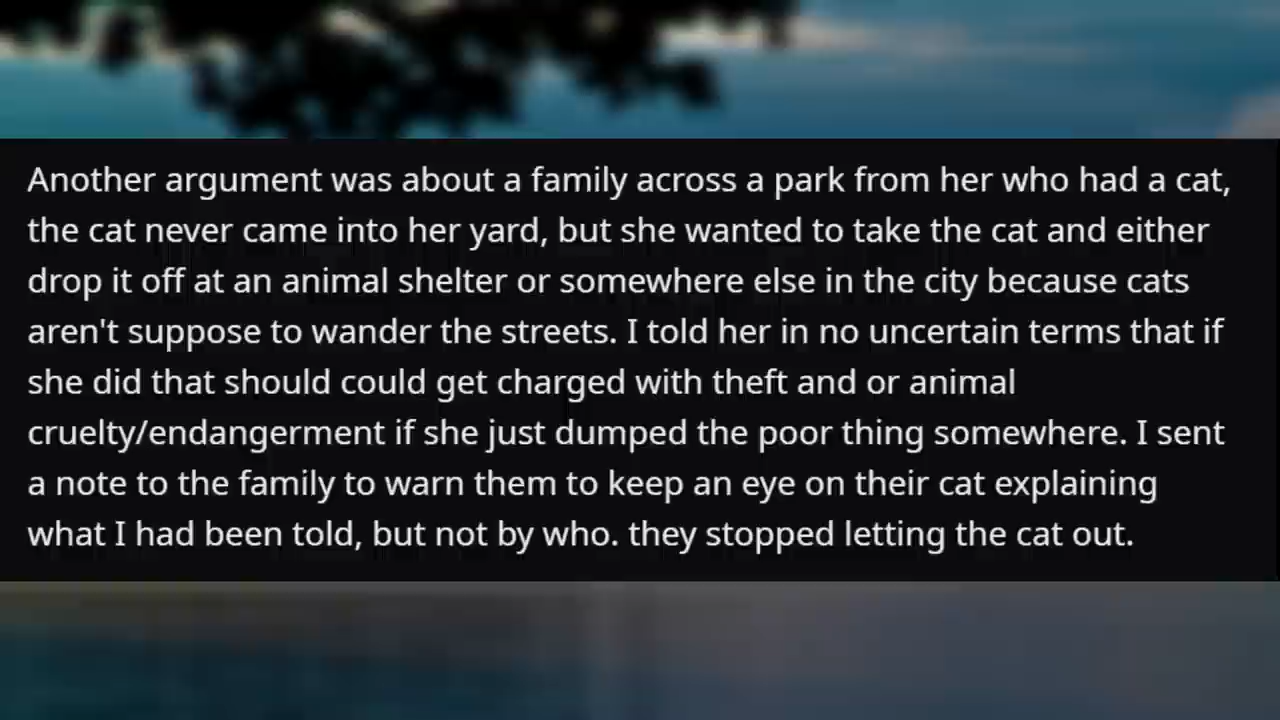 Another argument was about a family across a park from her who had a cat,
the cat never came into her yard, but she wanted to take the cat and either
drop it off at an animal shelter or somewhere else in the city because cats
aren't suppose to wander the streets. I told her in no uncertain terms that if
she did that should could get charged with theft and or animal
cruelty/endangerment if she just dumped the poor thing somewhere. I sent
a note to the family to warn them to keep an eye on their cat explaining
what I had been told, but not by who. they stopped letting the cat out.